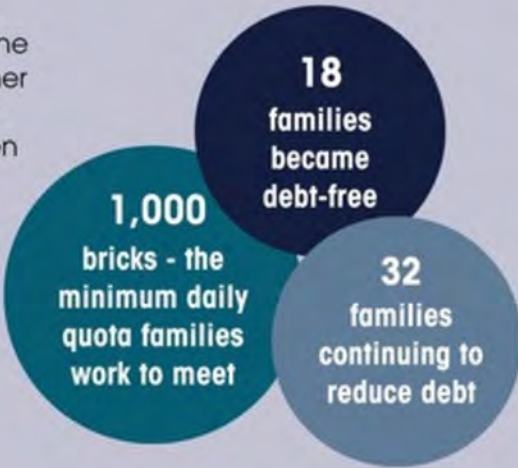 18
families
became
debt-free
1,000
bricks - the
minimum daily
quota families
work to meet
32
families
continuing to
reduce debt